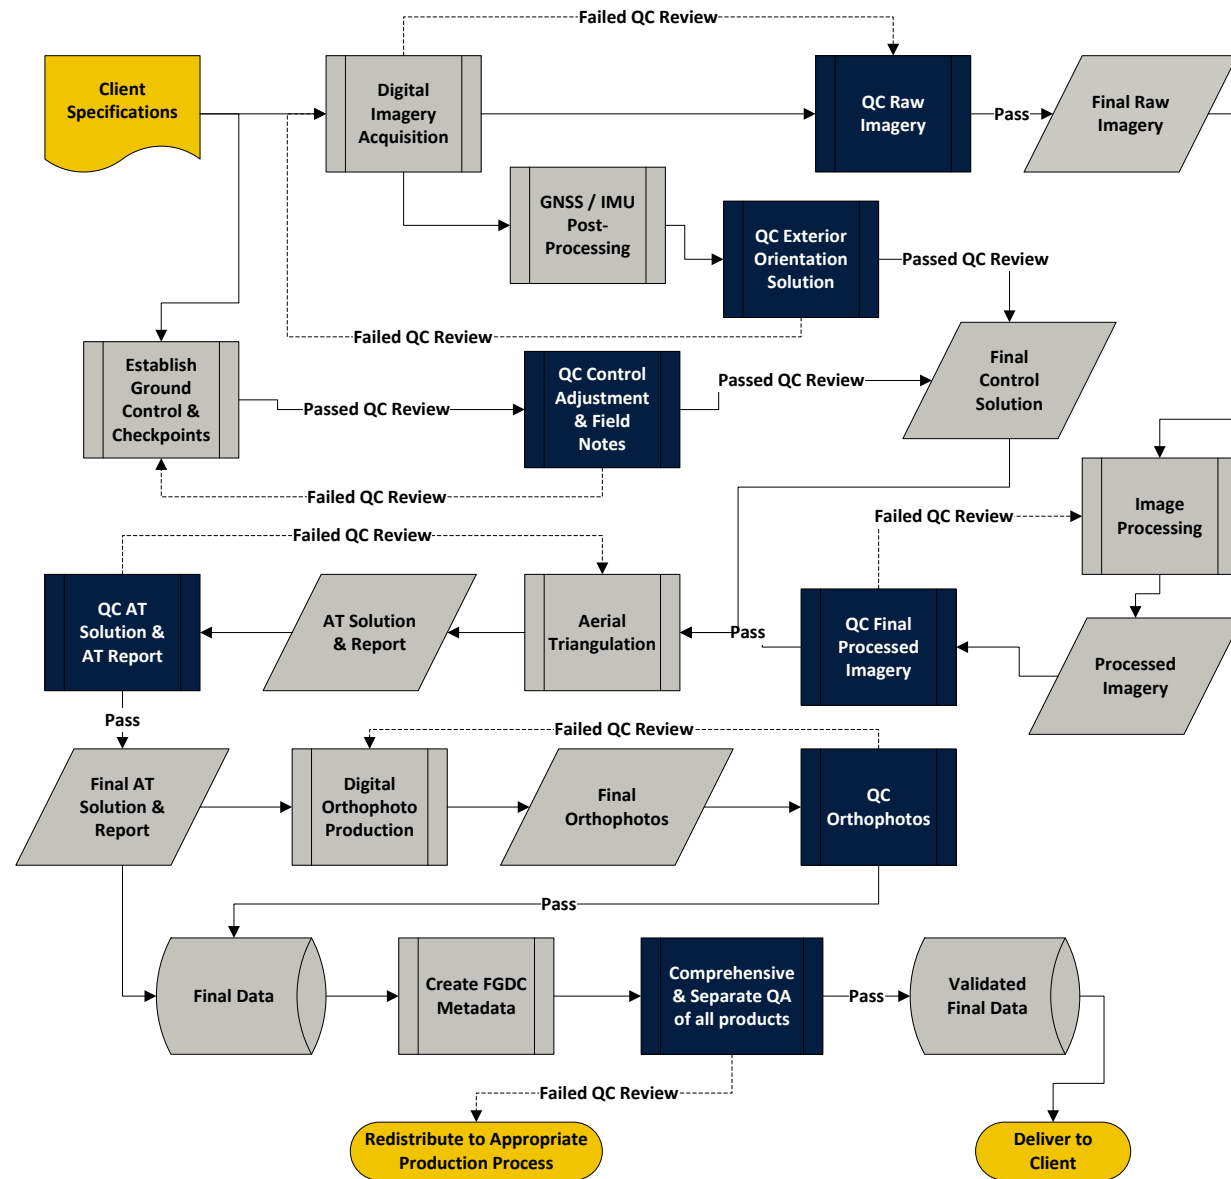 Failed QC Review
Client
Specifications
Digital
Imagery
Acquisition
QC Raw
Imagery
Pass
Final Raw
Imagery
GNSS / IMU
Post-
Processing
QC Exterior
Orientation
Solution
Passed QC Review
Failed QC Review
Establish
Ground
Control &
Checkpoints
Passed QC Review
QC Control
Adjustment
& Field
Notes
Passed QC Review
Final
Control
Solution
Failed QC Review
Failed QC Review
Image
Processing
Failed QC Review
QC AT
Solution &
AT Report
AT Solution
& Report
Aerial
Triangulation
Pass
QC Final
Processed
Imagery
Processed
Imagery
Pass
Failed QC Review
Final AT
Solution &
Report
Digital
Orthophoto
Production
Final
Orthophotos
QC
Orthophotos
Pass
Final Data
Create FGDC
Metadata
Comprehensive
& Separate QA
of all products
Pass
Validated
Final Data
Failed QC Review
Redistribute to Appropriate
Production Process
Deliver to
Client